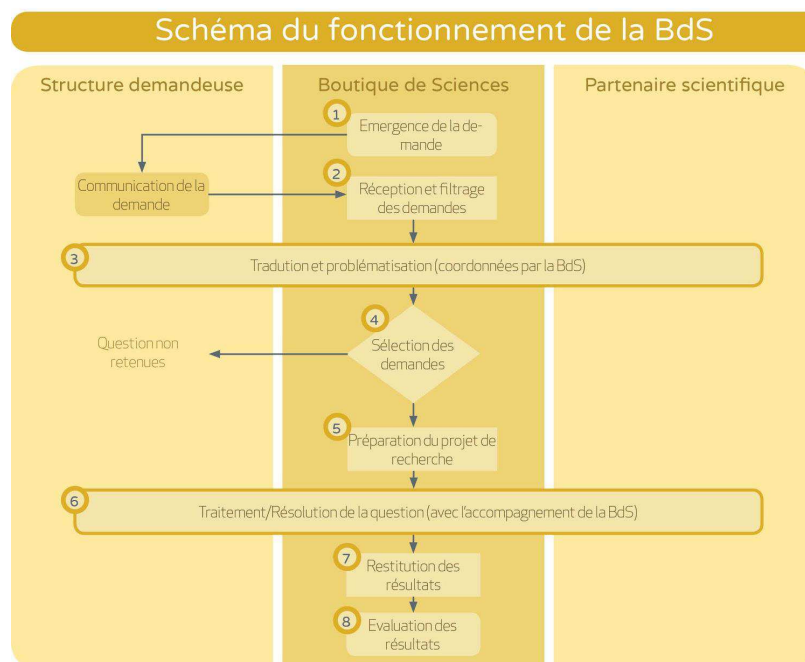 Schéma du fonctionnement de la BdS
Structure demandeuse
Boutique de Sciences
Partenaire scientifique
1
Emergence de la de-
mande
Communication de la
demande
2
Réception et filtrage
des demandes
3
Tradution et problématisation (coordonnées par la BdS)
4
Sélection des
demandes
Question non
retenues
5
Préparation du projet de
recherche
6
Traitement/Résolution de la question (avec l'accompagnement de la BdS)
7
Restitution des
résultats
8
Evaluation des
résultats